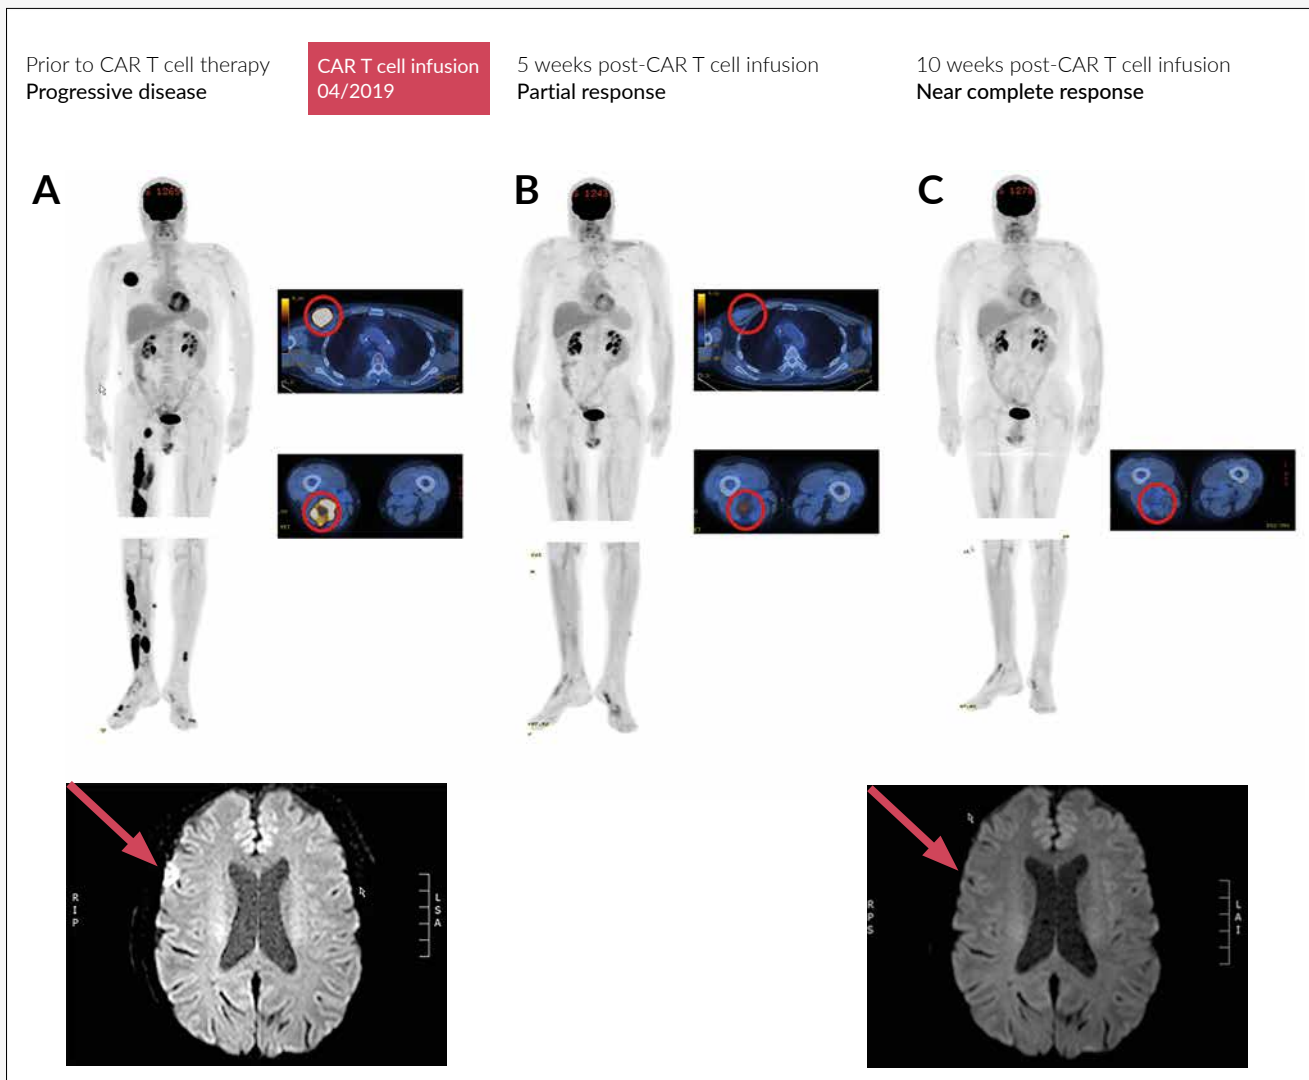 Prior to CAR T cell therapy
Progressive disease
CAR T cell infusion
04/2019
5 weeks post-CAR T cell infusion
Partial response
10 weeks post-CAR T cell infusion
Near complete response
A
B
C
R
I
P
L
S
A
R
P
S
L
A
I